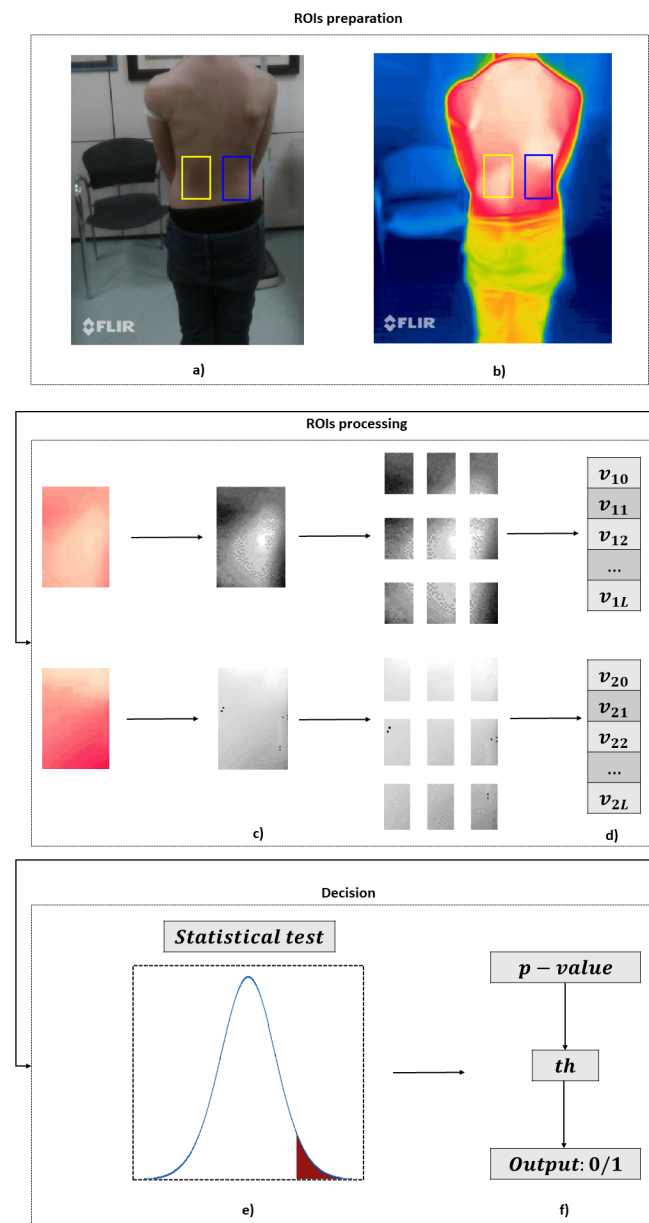 ROIs preparation
FLIR
FLIR
a)
b)
ROIs processing
v10
v11
v12
...
v1L
v20
v21
v22
...
v2L
c)
d)
Decision
Statistical test
p − value
th
Output: 0/1
e)
f)